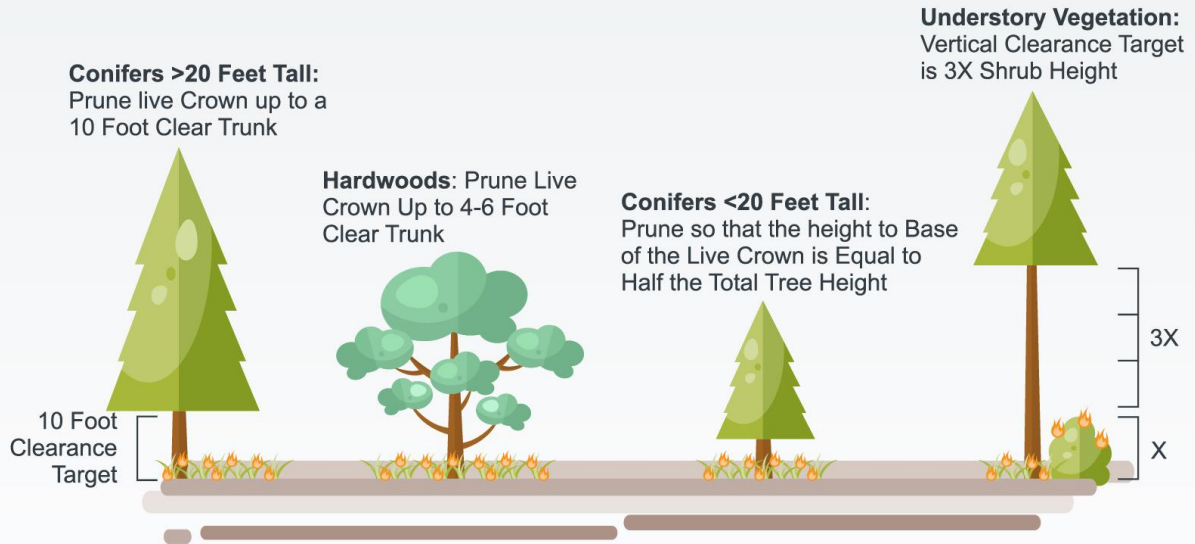 Understory Vegetation:
Vertical Clearance Target
is 3X Shrub Height
Conifers >20 Feet Tall:
Prune live Crown up to a
10 Foot Clear Trunk
Hardwoods: Prune Live
Crown Up to 4-6 Foot
Clear Trunk
Conifers <20 Feet Tall:
Prune so that the height to Base
of the Live Crown is Equal to
Half the Total Tree Height
3X
10 Foot
Clearance
Target
X